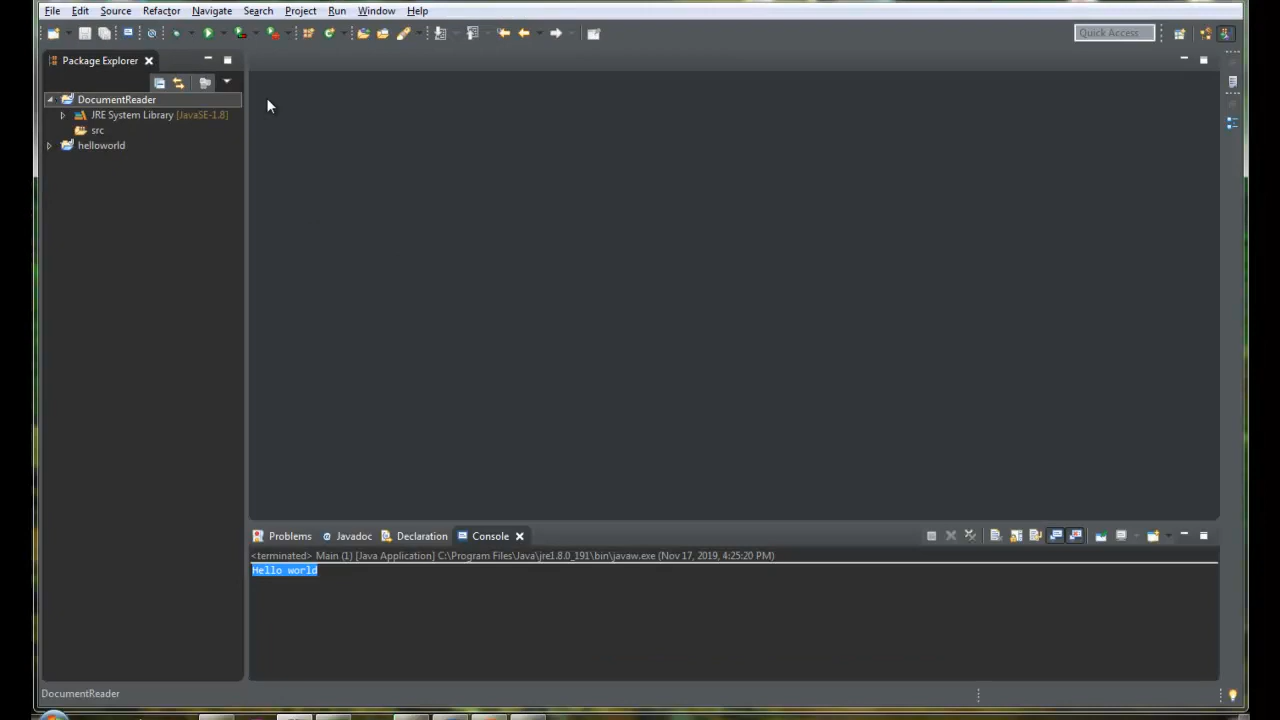 File Edit Source Refactor Navigate Search Project Run Window Help
Quick Access
Package Explorer
DocumentReader
JRE System Library [JavaSE-1.8]
src
helloworld
Problems Javadoc Declaration Console
<terminated> Main (1) [Java Application] C:\Program Files\Java\jre1.8.0_191\bin\javaw.exe (Nov 17, 2019, 4:25:20 PM)
Hello world
DocumentReader